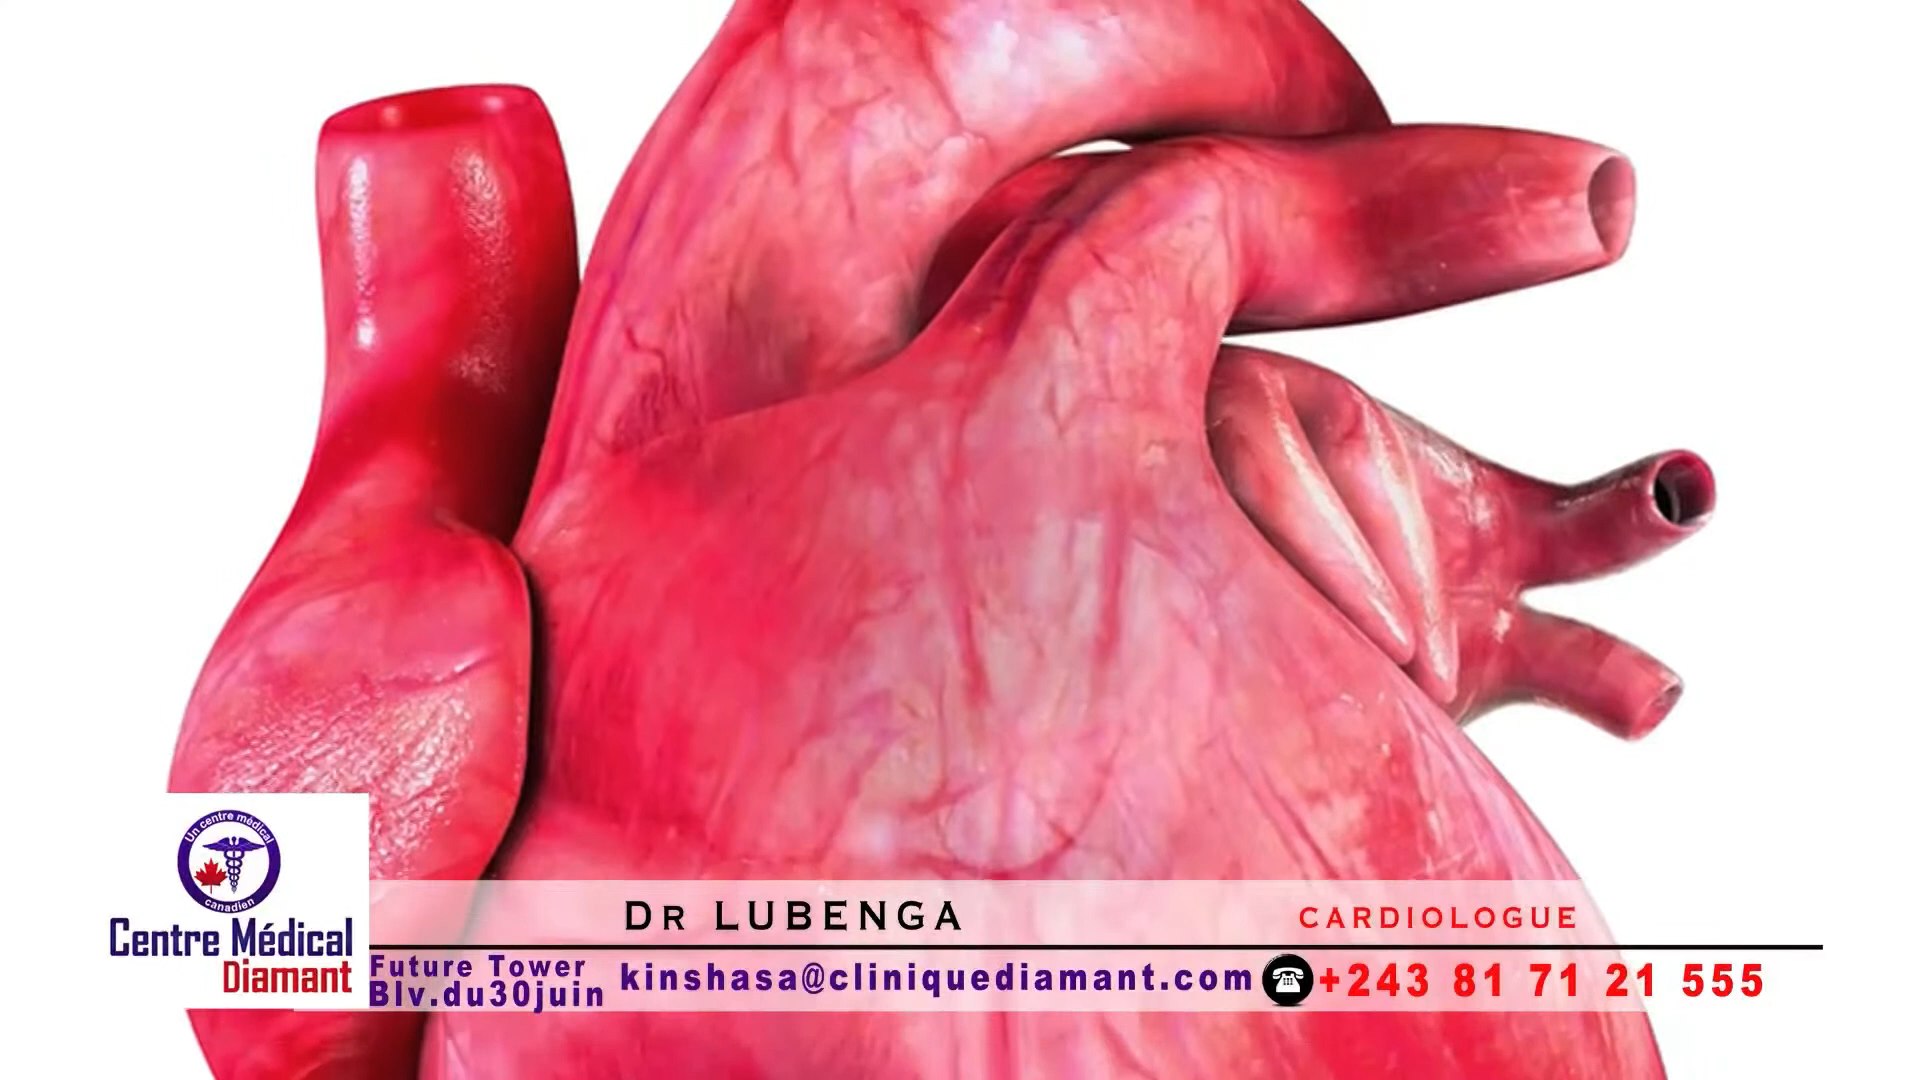 Un centre médical
canadien
Centre Médical
Diamant
Dr LUBENGA
CARDIOLOGUE
Future Tower
Blv.du30juin
kinshasa@cliniquediamant.com
+243 81 71 21 555